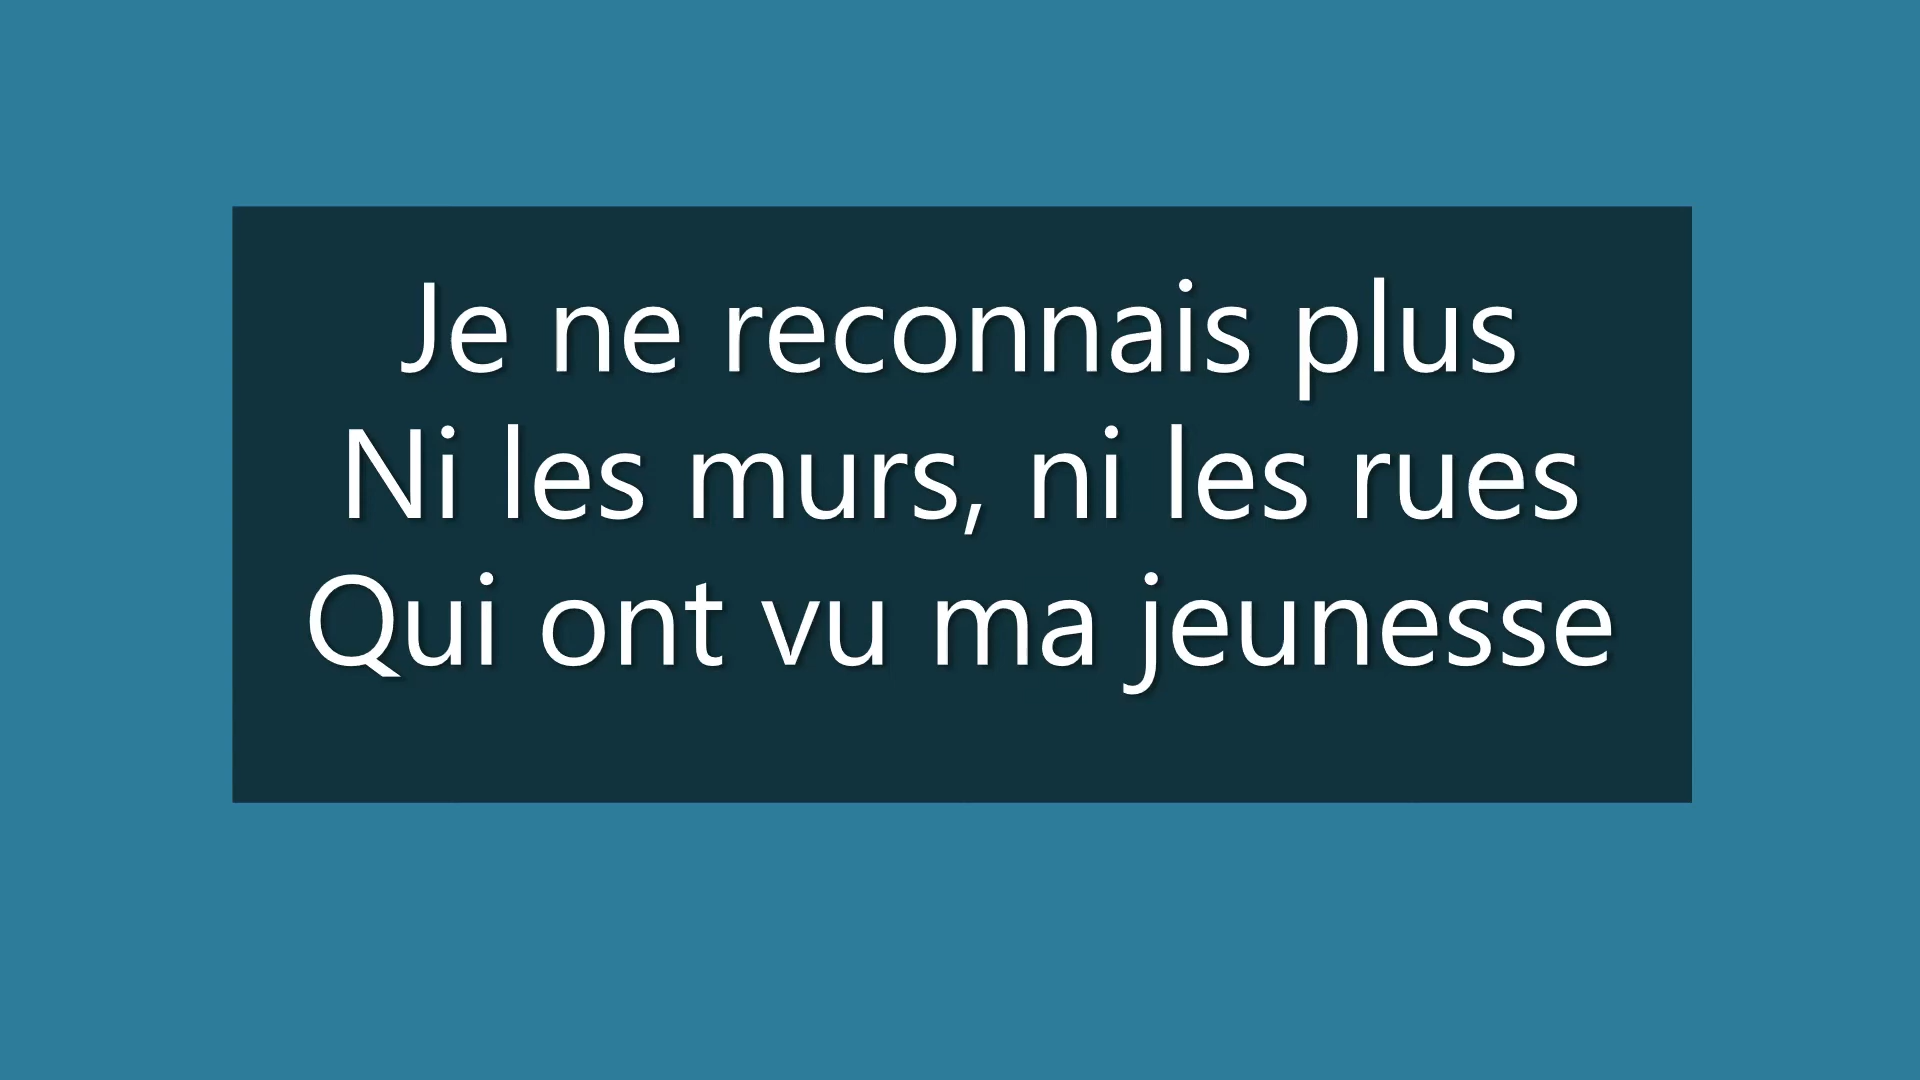 Je ne reconnais plus
Ni les murs, ni les rues
Qui ont vu ma jeunesse